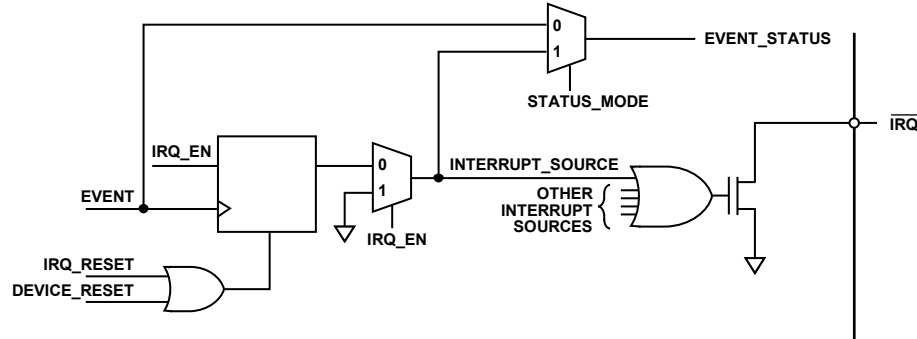 0
1
EVENT_STATUS
STATUS_MODE
IRQ
IRQ_EN
0
1
INTERRUPT_SOURCE
EVENT
OTHER
INTERRUPT
SOURCES
IRQ_EN
IRQ_RESET
DEVICE_RESET